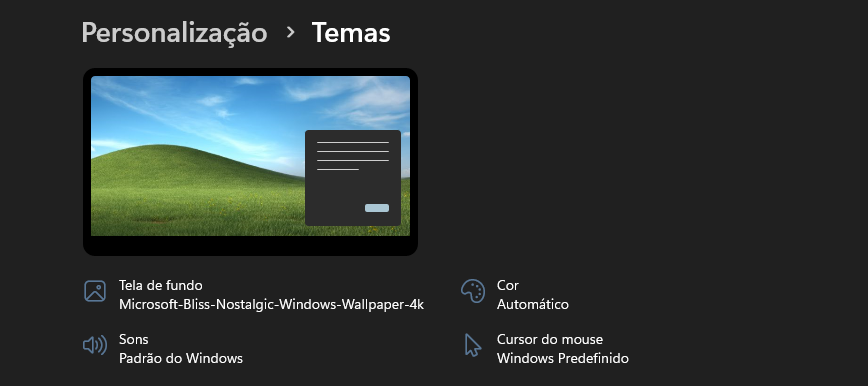 Personalização > Temas
Tela de fundo
Microsoft-Bliss-Nostalgic-Windows-Wallpaper-4k
Cor
Automático
Sons
Padrão do Windows
Cursor do mouse
Windows Predefinido